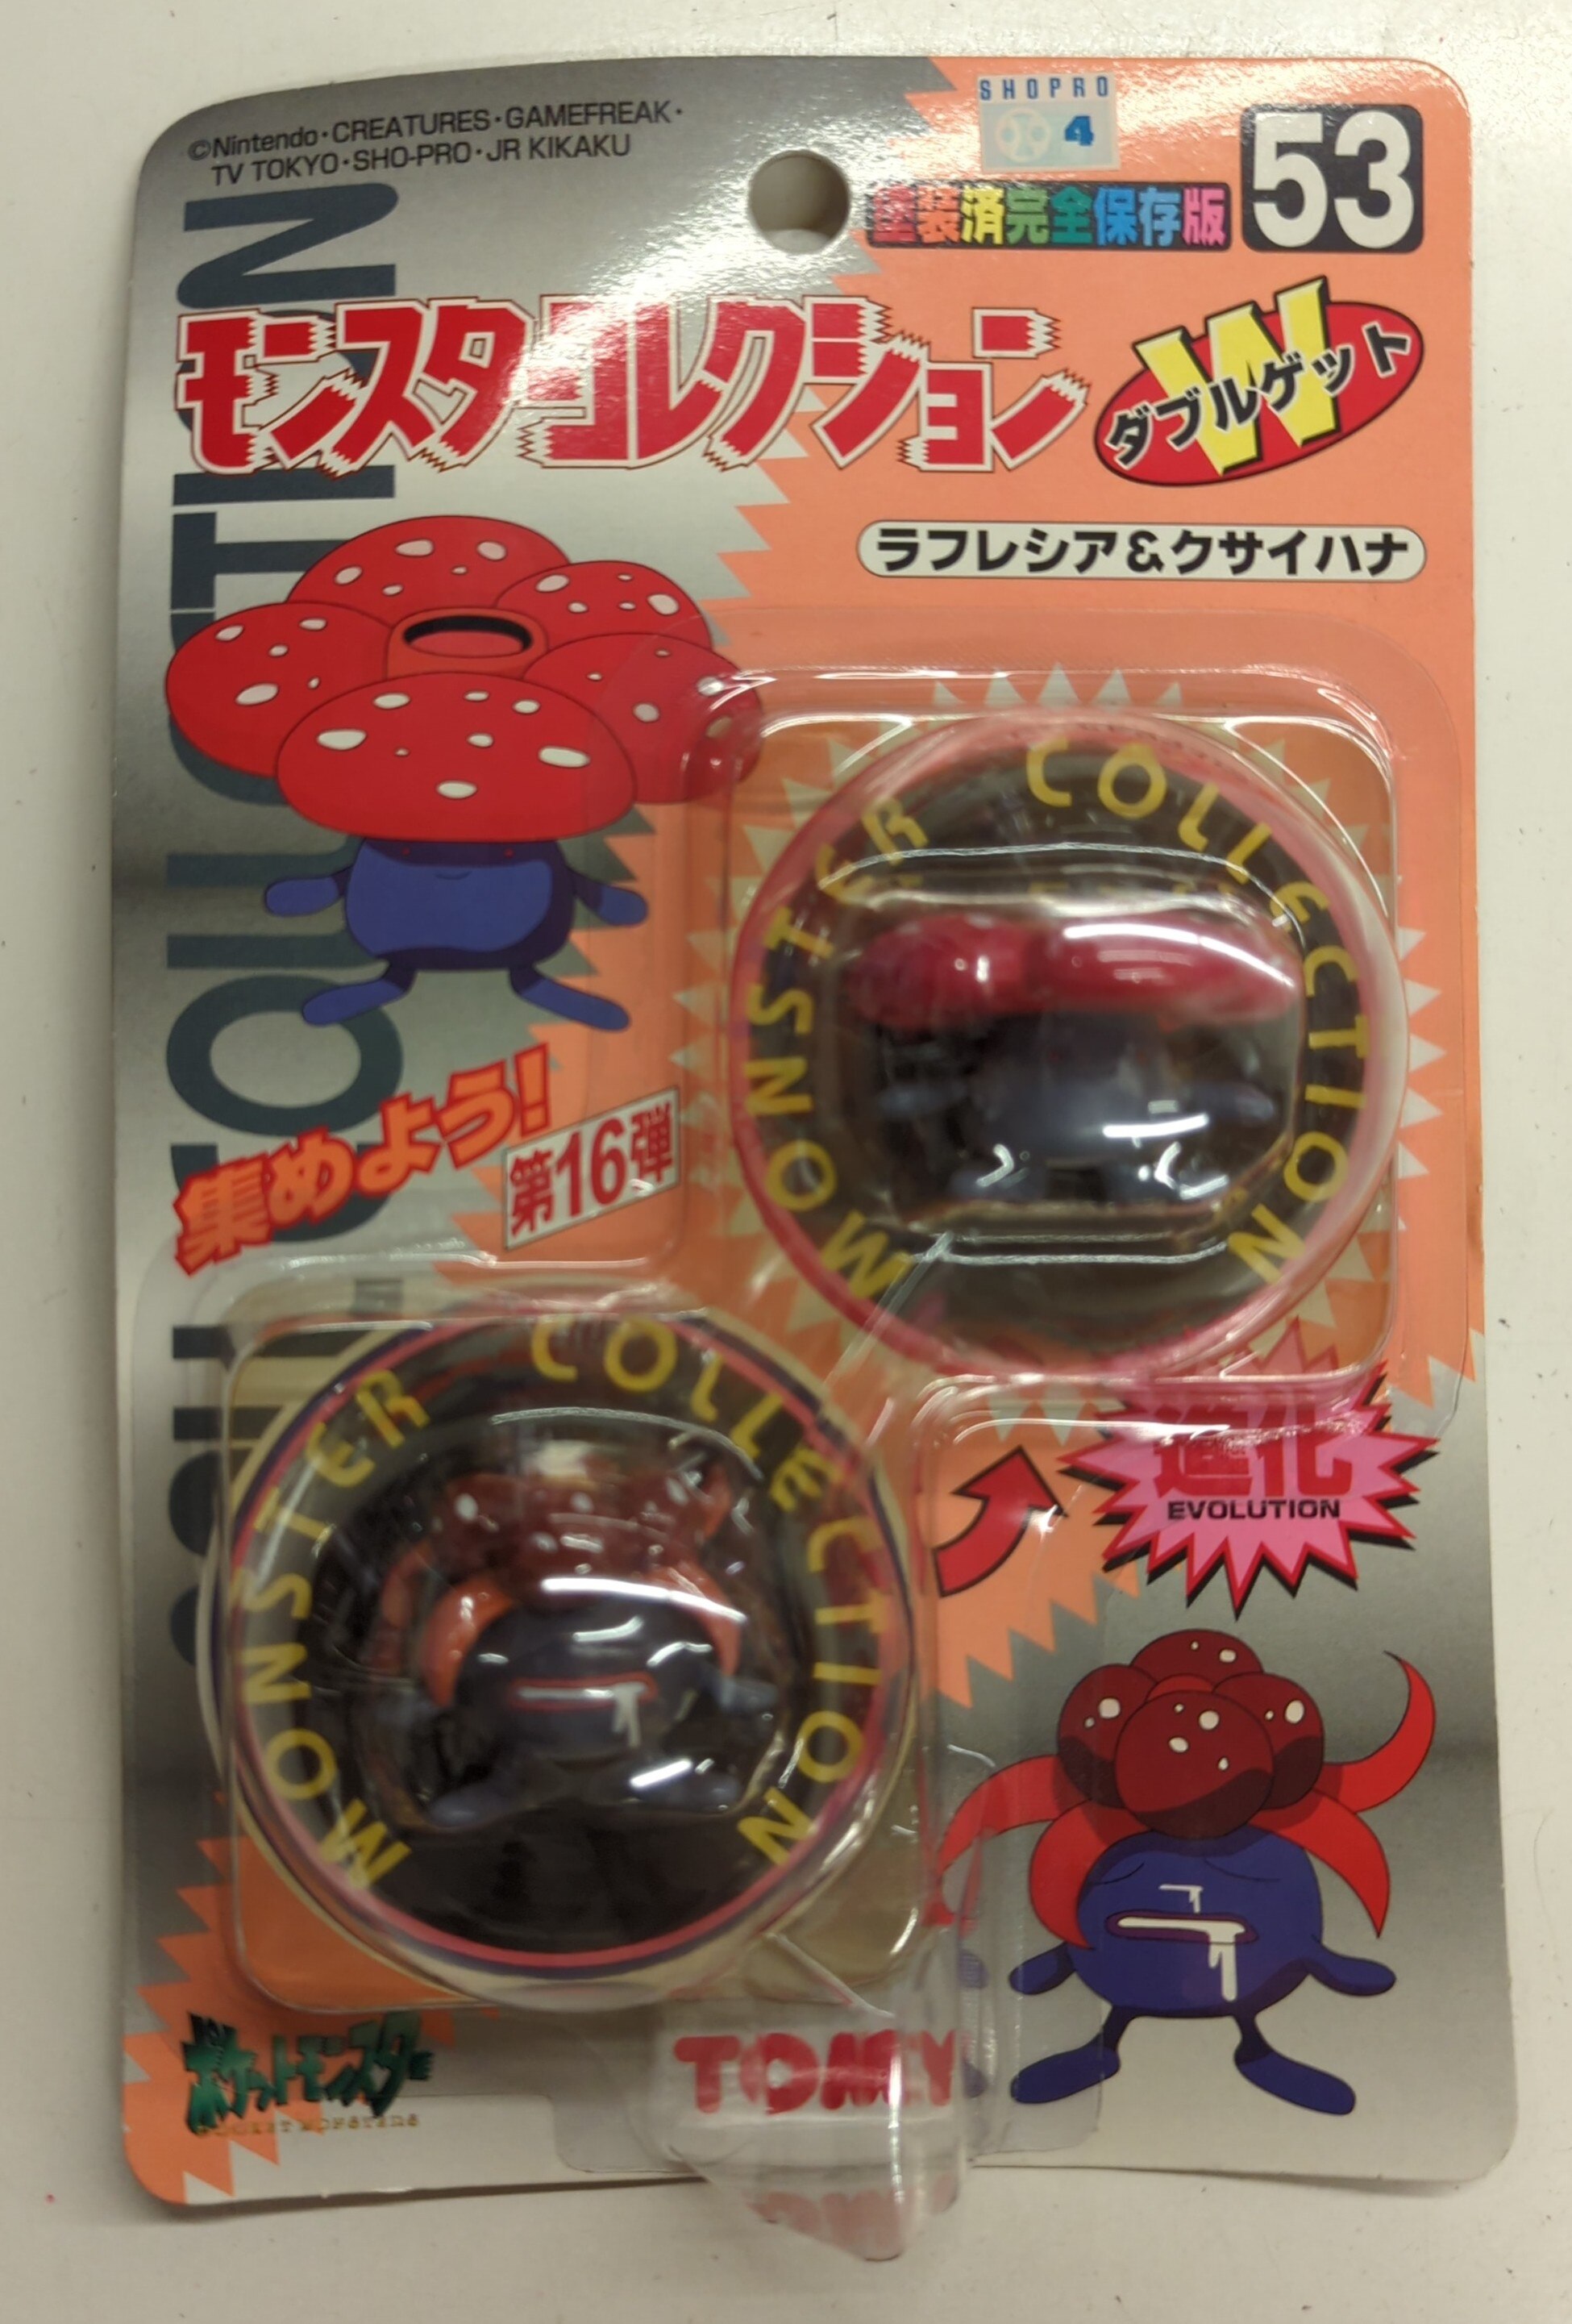 ©Nintendo・CREATURES・GAMEFREAK・
TV TOKYO・SHO-PRO・JR KIKAKU
SHOPRO
4
塗装済完全保存版
53
モンスターコレクション
W
ダブルゲット
ラフレシア&クサイハナ
COLLECTION
MONSTER COLLECTION
集めよう!
第16弾
MONSTER COLLECTION
進化
EVOLUTION
ポケットモンスター
POCKET MONSTERS
TOMY